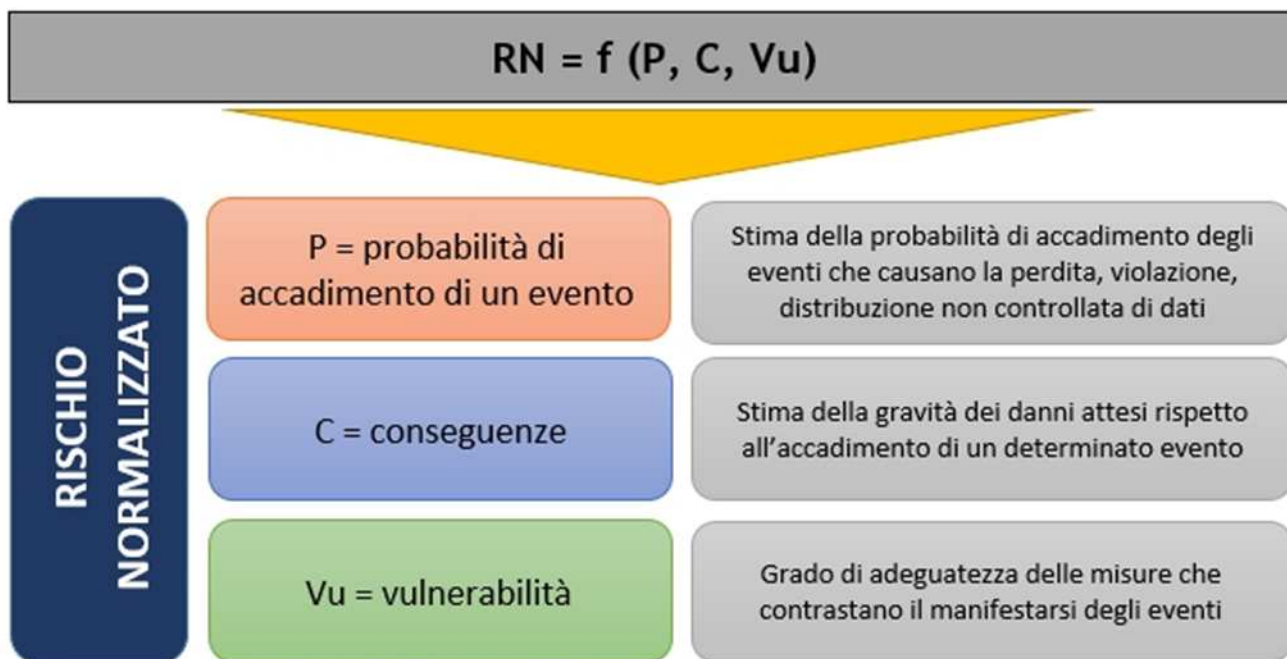 RN = f (P, C, Vu)
RISCHIO
NORMALIZZATO
P = probabilità di
accadimento di un evento
Stima della probabilità di accadimento degli
eventi che causano la perdita, violazione,
distribuzione non controllata di dati
C = conseguenze
Stima della gravità dei danni attesi rispetto
all’accadimento di un determinato evento
Vu = vulnerabilità
Grado di adeguatezza delle misure che
contrastano il manifestarsi degli eventi